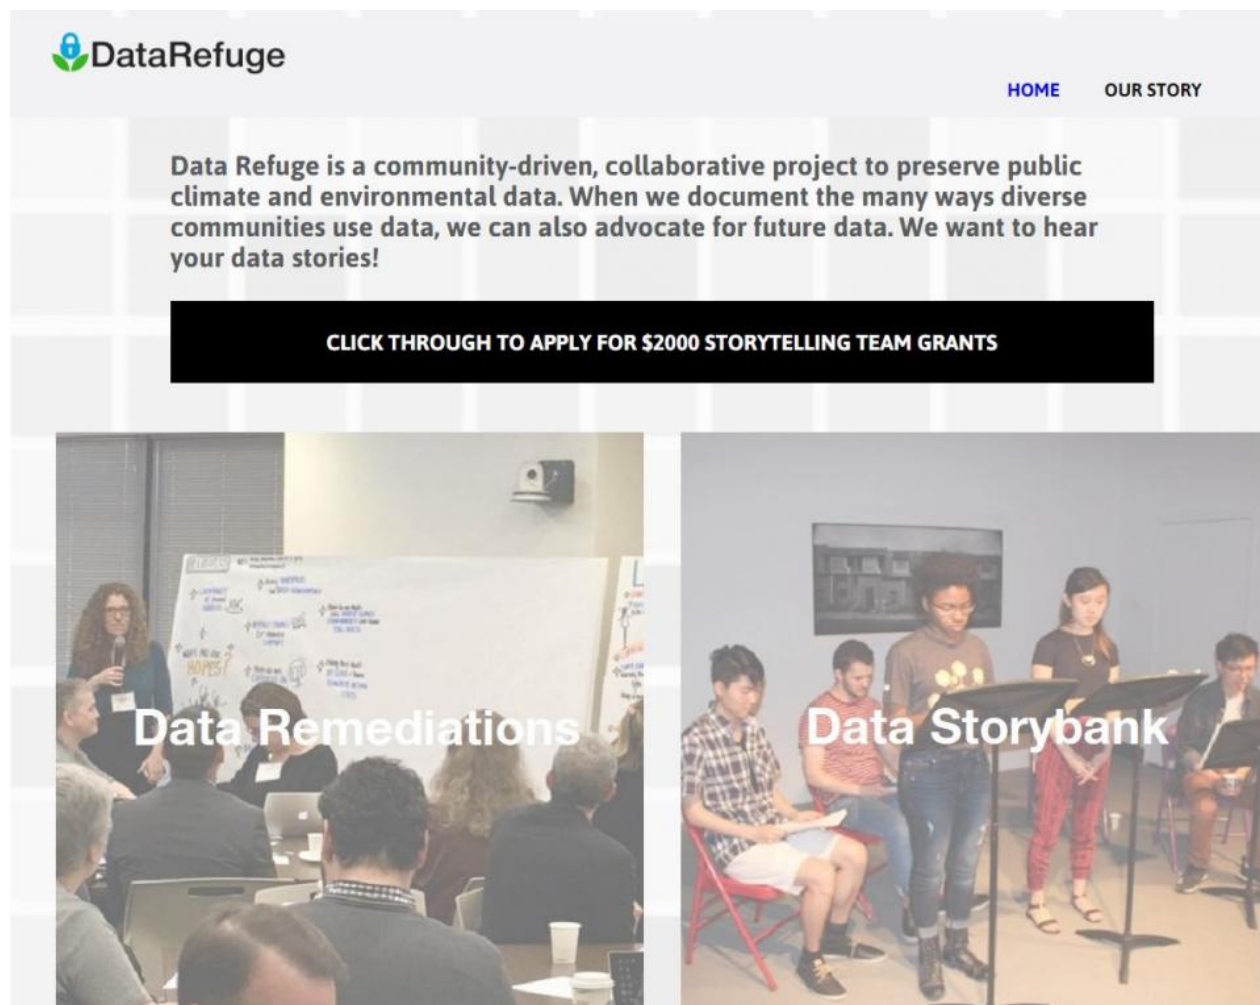 DataRefuge
HOME OUR STORY
Data Refuge is a community-driven, collaborative project to preserve public
climate and environmental data. When we document the many ways diverse
communities use data, we can also advocate for future data. We want to hear
your data stories!
CLICK THROUGH TO APPLY FOR $2000 STORYTELLING TEAM GRANTS
HOPES?
Data Remediations
Data Storybank